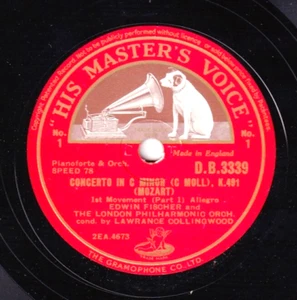 "HIS MASTER'S VOICE"
No. 1
No. 1
Made in England
Pianoforte & Orch.
SPEED 78
D.B.3339
CONCERTO IN C MINOR (C MOLL), K.491
(MOZART)
1st Movement (Part I) Allegro
EDWIN FISCHER and
THE LONDON PHILHARMONIC ORCH.
cond. by LAWRANCE COLLINGWOOD
2EA.4673
THE GRAMOPHONE CO. LTD.